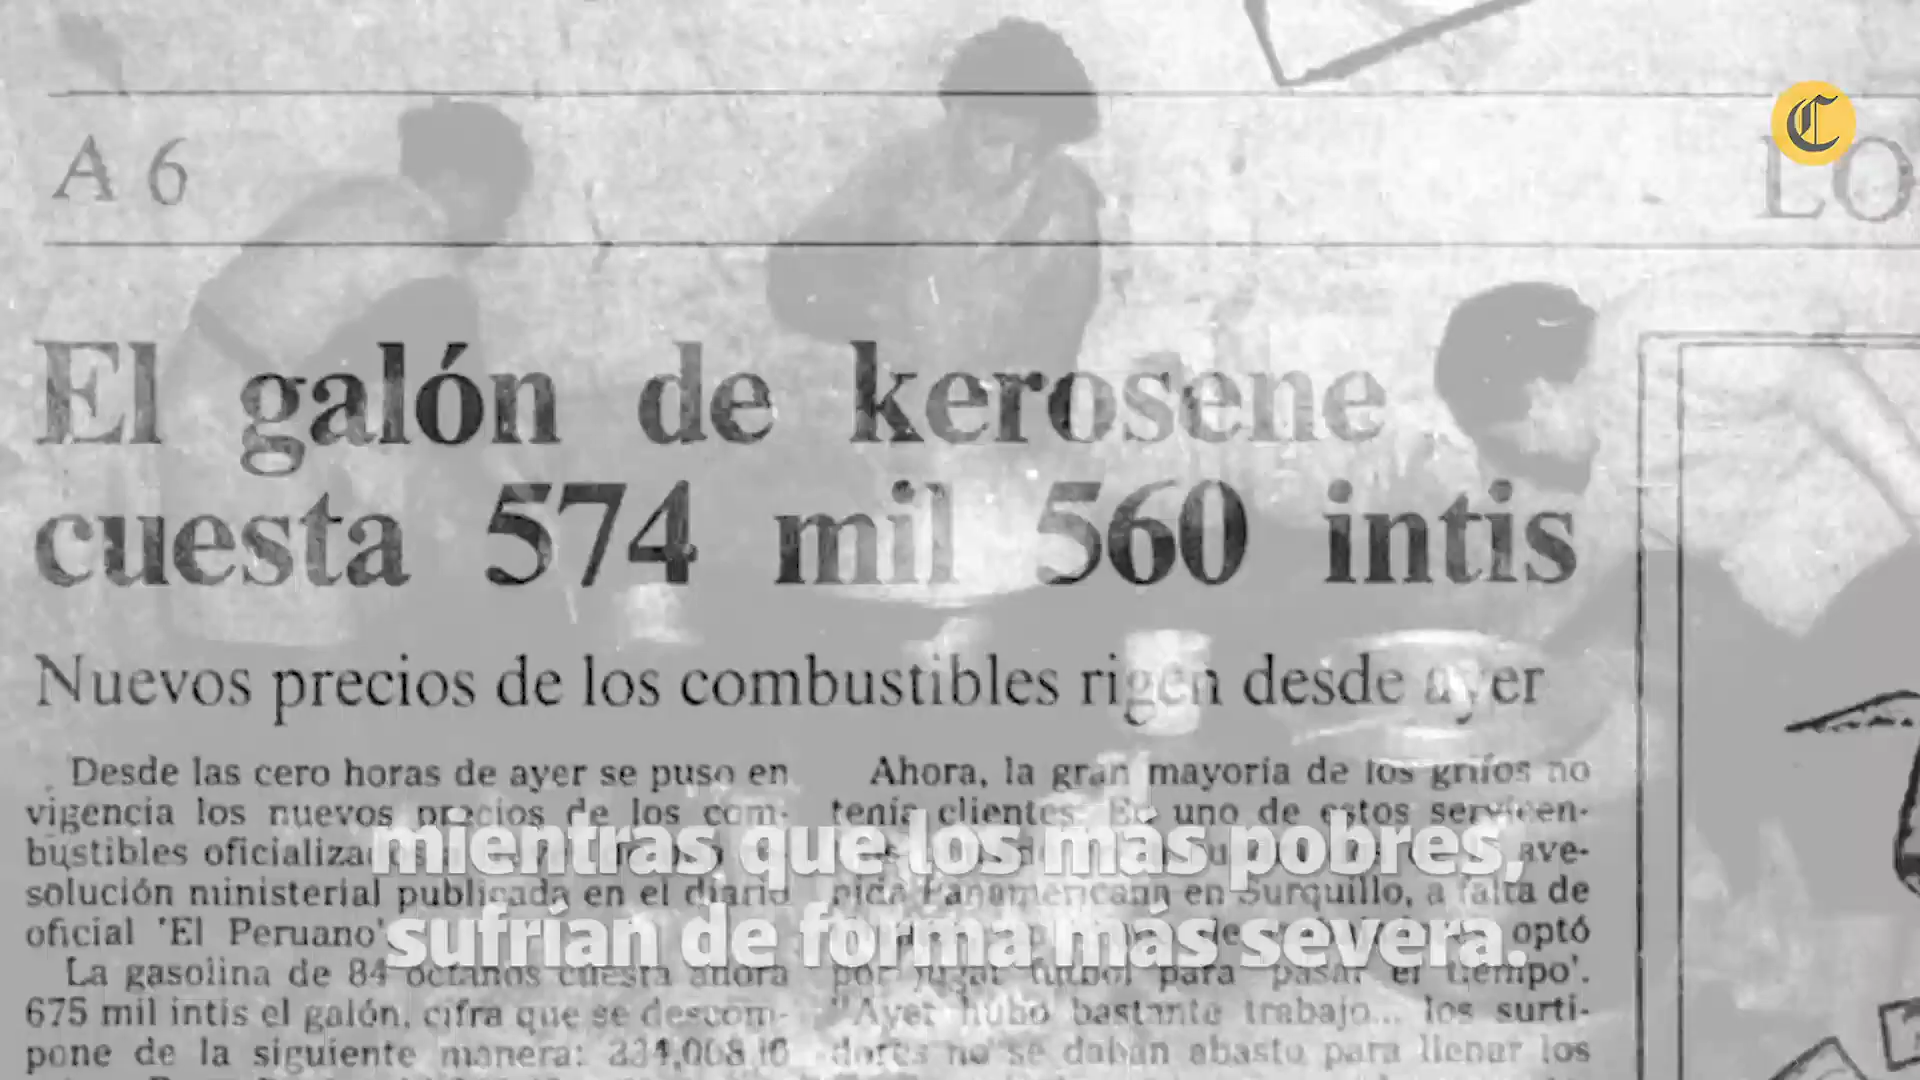 A 6
LO
El galón de kerosene
cuesta 574 mil 560 intis
Nuevos precios de los combustibles rigen desde ayer
Desde las cero horas de ayer se puso en
vigencia los nuevos precios de los com-
bustibles
solución ministerial publicada en el diario
oficial 'El Peruano'
La gasolina de 84 octanos cuesta ahora
675 mil intis el galón, cifra que se descom-
pone de la siguiente manera:
Ahora, la gran mayoría de los grifos no
tenía clientes. En uno de estos servicen-
ave-
Panamericana en Surquillo, a falta de
optó
por jugar fútbol para 'pasar el tiempo'.
"Ayer hubo bastante trabajo... los surti-
dores no se daban abasto para llenar los
mientras que los más pobres,
sufrían de forma más severa.